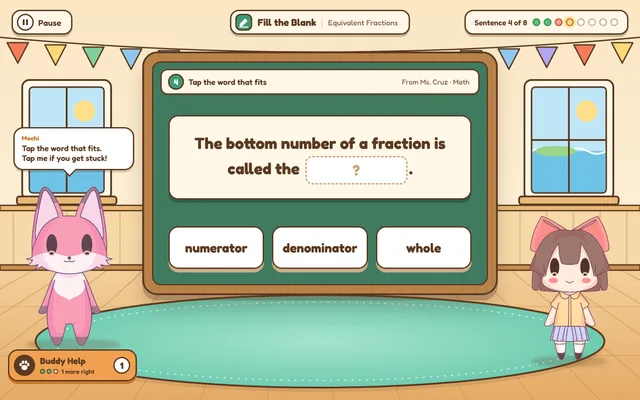 Pause
Fill the Blank | Equivalent Fractions
Sentence 4 of 8
4 Tap the word that fits
From Ms. Cruz · Math
The bottom number of a fraction is
called the ? .
numerator
denominator
whole
Mochi
Tap the word that fits.
Tap me if you get stuck!
Buddy Help
1 more right
1